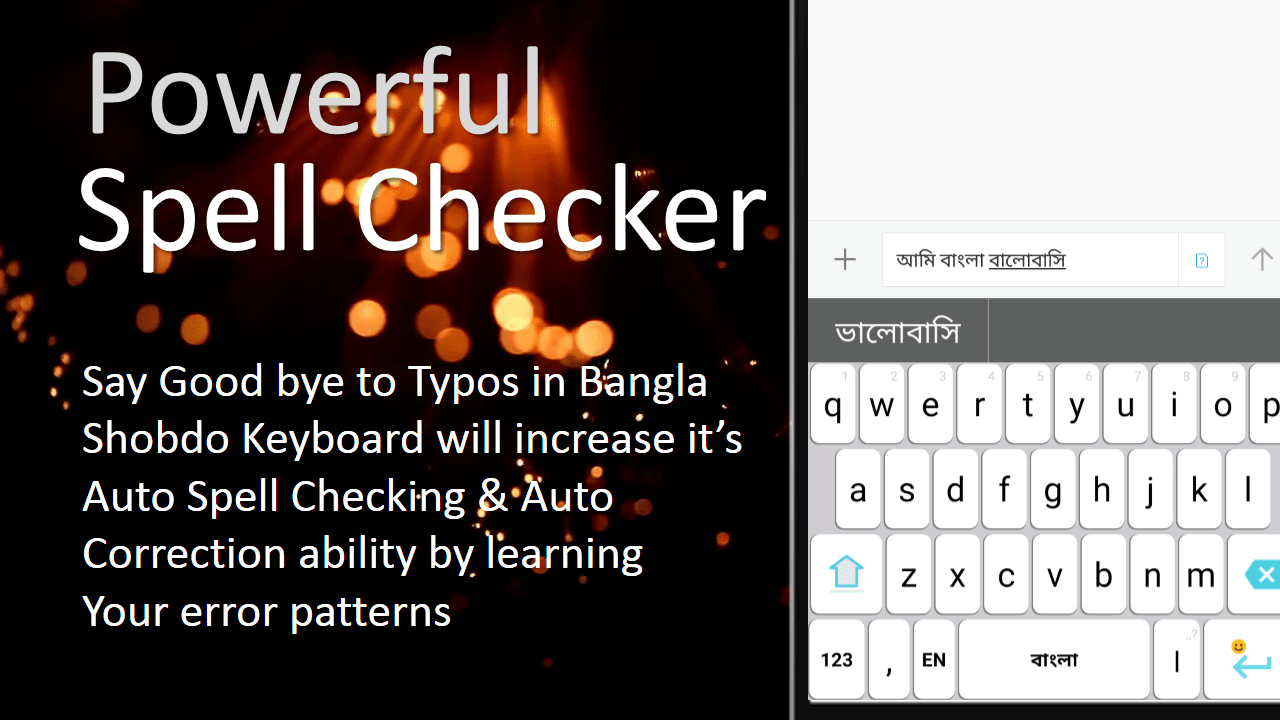 Powerful
Spell Checker
Say Good bye to Typos in Bangla
Shobdo Keyboard will increase it’s
Auto Spell Checking & Auto
Correction ability by learning
Your error patterns
আমি বাংলা বালোবাসি
ভালোবাসি
1 2 3 4 5 6 7 8 9
q w e r t y u i o p
a s d f g h j k l
z x c v b n m
.,?
123 , EN বাংলা ।